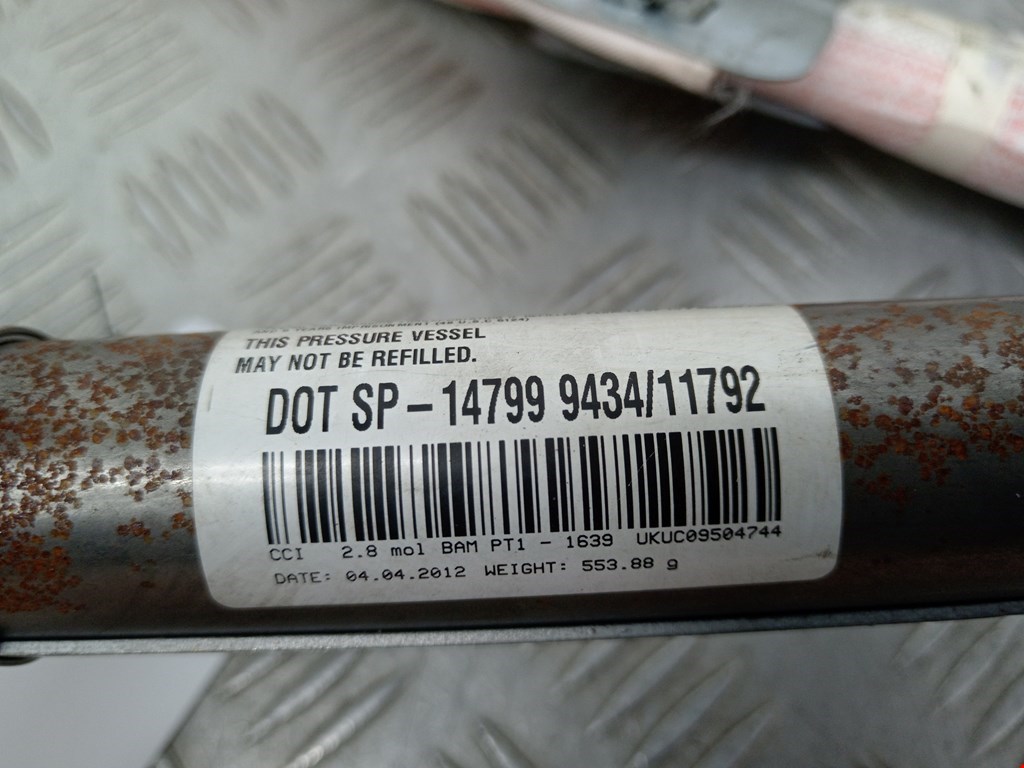 THIS PRESSURE VESSEL
MAY NOT BE REFILLED.
DOT SP - 14799 9434/11792
CCI 2.8 mol BAM PT1 - 1639 UKUC09504744
DATE: 04.04.2012 WEIGHT: 553.88 g